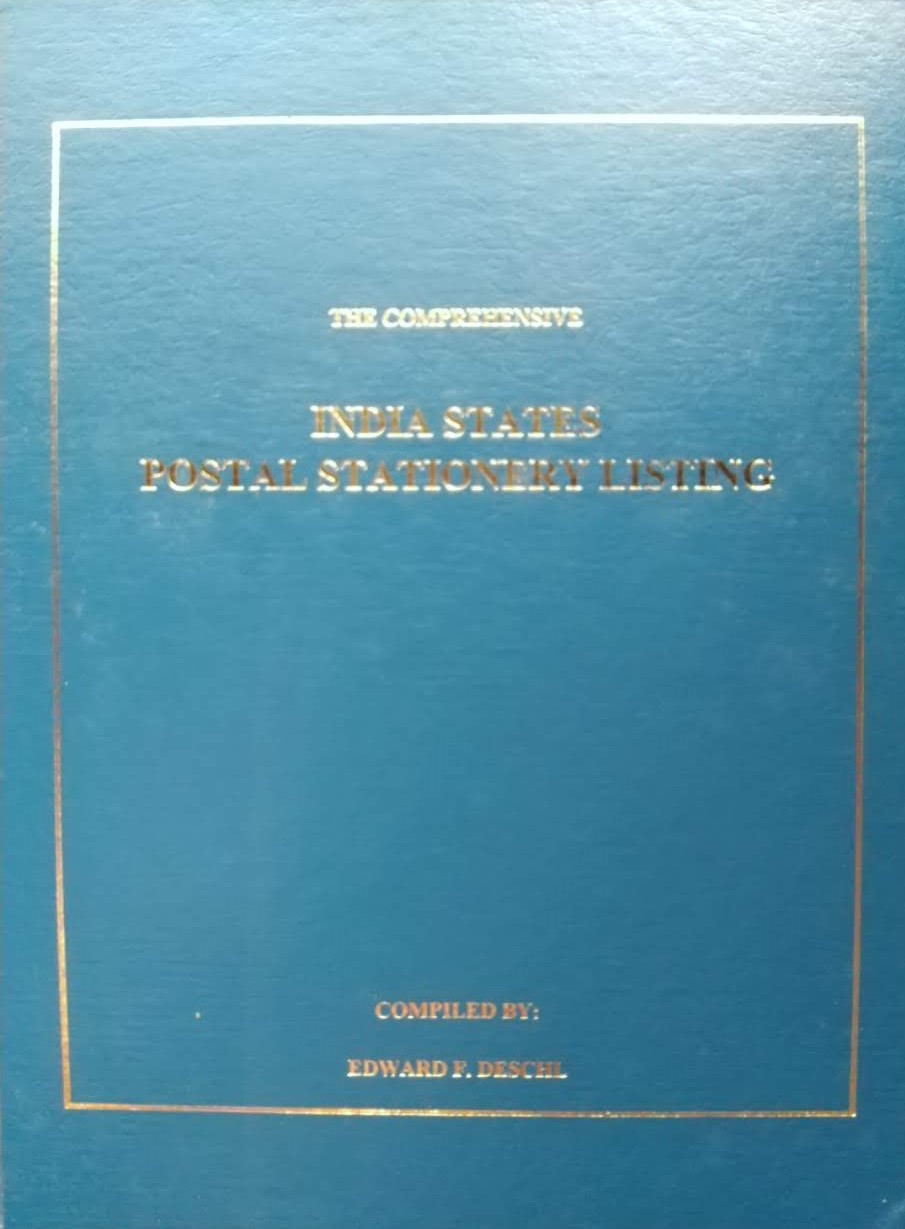 THE COMPREHENSIVE
INDIA STATES
POSTAL STATIONERY LISTING
COMPILED BY:
EDWARD F. DESCHL